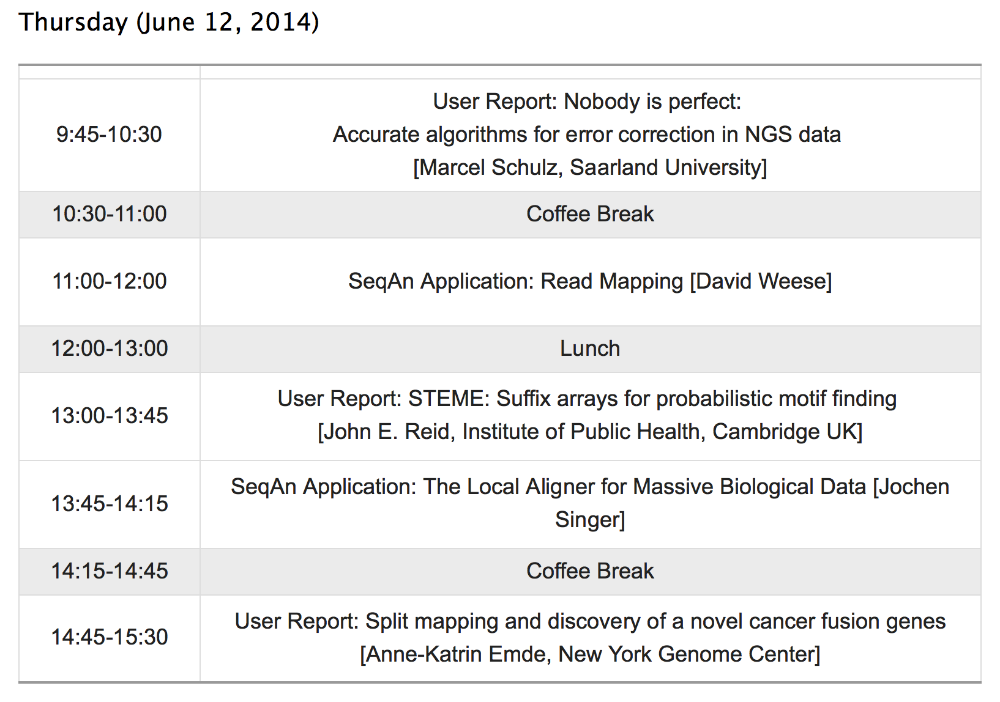 Thursday (June 12, 2014)
User Report: Nobody is perfect:
9:45-10:30
Accurate algorithms for error correction in NGS data
[Marcel Schulz, Saarland University]
10:30-11:00
Coffee Break
11:00-12:00
SeqAn Application: Read Mapping [David Weese]
12:00-13:00
Lunch
13:00-13:45
User Report: STEME: Suffix arrays for probabilistic motif finding
[John E. Reid, Institute of Public Health, Cambridge UK]
13:45-14:15
SeqAn Application: The Local Aligner for Massive Biological Data [Jochen
Singer]
14:15-14:45
Coffee Break
14:45-15:30
User Report: Split mapping and discovery of a novel cancer fusion genes
[Anne-Katrin Emde, New York Genome Center]